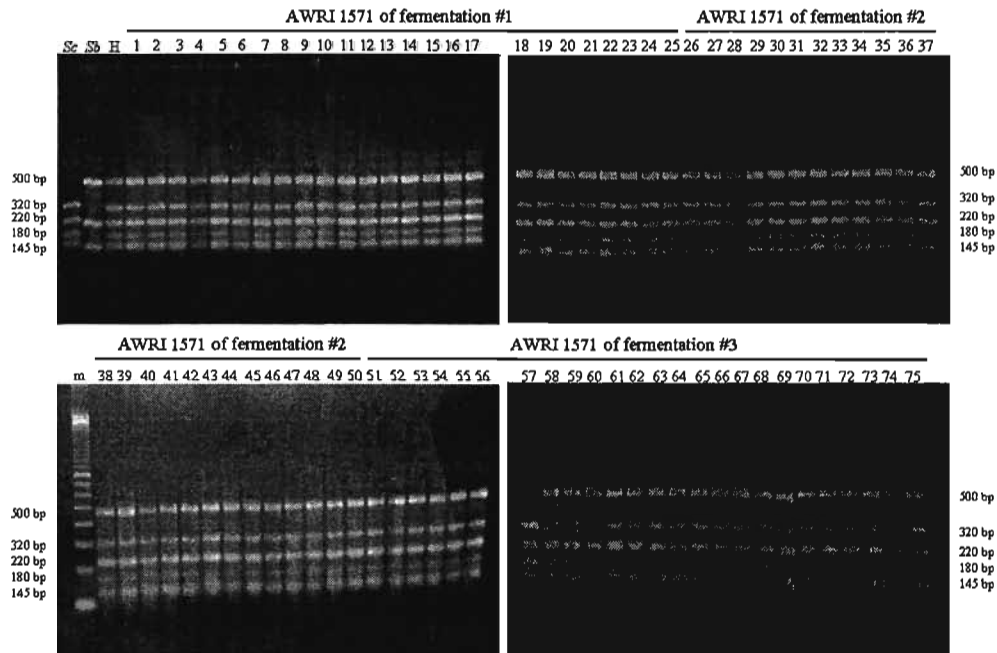 AWRI 1571 of fermentation #1 AWRI 1571 of fermentation #2
Sc Sb H 1 2 3 4 5 6 7 8 9 10 11 12 13 14 15 16 17 18 19 20 21 22 23 24 25 26 27 28 29 30 31 32 33 34 35 36 37
500 bp 500 bp
320 bp 320 bp
220 bp 220 bp
180 bp 180 bp
145 bp 145 bp
AWRI 1571 of fermentation #2 AWRI 1571 of fermentation #3
m 38 39 40 41 42 43 44 45 46 47 48 49 50 51 52 53 54 55 56 57 58 59 60 61 62 63 64 65 66 67 68 69 70 71 72 73 74 75
500 bp 500 bp
320 bp 320 bp
220 bp 220 bp
180 bp 180 bp
145 bp 145 bp